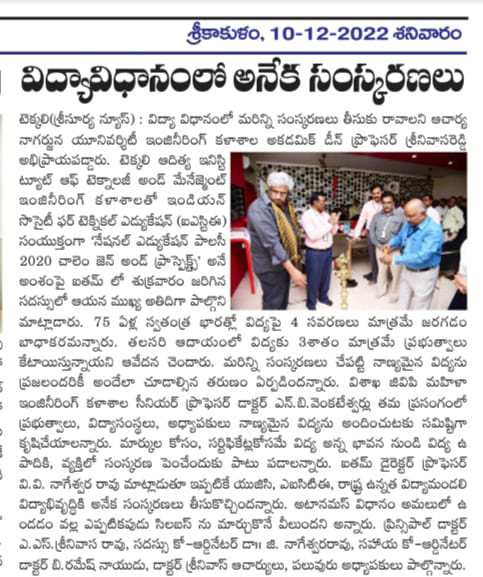 శ్రీకాకుళం, 10-12-2022 శనివారం
విద్యావిధానంలో అనేక సంస్కరణలు
టెక్కలి(శ్రీసూర్య న్యూస్) : విద్యా విధానంలో మరిన్ని సంస్కరణలు తీసుకు రావాలని ఆచార్య
నాగర్జున యూనివర్శిటీ ఇంజినీరింగ్ కళాశాల అకడమిక్ డీన్ ప్రొఫెసర్ శ్రీనివాసరెడ్డి
అభిప్రాయపడ్డారు. టెక్కలి ఆదిత్య ఇనిస్టి
ట్యూట్ ఆఫ్ టెక్నాలజీ అండ్ మేనేజ్మెంట్
ఇంజినీరింగ్ కళాశాలతో ఇండియన్
సొసైటీ ఫర్ టెక్నికల్ ఎడ్యుకేషన్ (ఐఎస్టిఈ)
సంయుక్తంగా 'నేషనల్ ఎడ్యుకేషన్ పాలసీ
2020 చాలెం జెస్ అండ్ ప్రాస్పెక్ట్స్' అనే
అంశంపై ఐతమ్ లో శుక్రవారం జరిగిన
సదస్సులో ఆయన ముఖ్య అతిదిగా పాల్గొని
మాట్లాడారు. 75 ఏళ్ల స్వతంత్ర భారత్లో విద్యపై 4 సవరణలు మాత్రమే జరగడం
బాధాకరమన్నారు. తలసరి ఆదాయంలో విద్యకు 3శాతం మాత్రమే ప్రభుత్వాలు
కేటాయిస్తున్నాయని ఆవేదన చెందారు. మరిన్ని సంస్కరణలు చేపట్టి నాణ్యమైన విద్యను
ప్రజలందరికీ అందేలా చూడాల్సిన తరుణం ఏర్పడిందన్నారు. విశాఖ జివిపి మహిళా
ఇంజినీరింగ్ కళాశాల సీనియర్ ప్రొఫెసర్ డాక్టర్ ఎన్.బి.వెంకటేశ్వర్లు తమ ప్రసంగంలో
ప్రభుత్వాలు, విద్యాసంస్థలు, అధ్యాపకులు నాణ్యమైన విద్యను అందించుటకు సమిష్టిగా
కృషిచేయాలన్నారు. మార్కుల కోసం, సర్టిఫికెట్లకోసమే విద్య అన్న భావన నుండి విద్య ఉ
పాదికి, వ్యక్తిలో సంస్కరణ పెంచేందుకు పాటు పడాలన్నారు. ఐతమ్ డైరెక్టర్ ప్రొఫెసర్
వి.వి. నాగేశ్వర రావు మాట్లాడుతూ ఇప్పటికే యుజిసి, ఎఐసిటిఈ, రాష్ట్ర ఉన్నత విద్యామండలి
విద్యాభివృద్ధికి అనేక సంస్కరణలు తీసుకొచ్చిందన్నారు. అటానమస్ విధానం అమలులో ఉ
ండడం వల్ల ఎప్పటికపుడు సిలబస్ ను మార్చుకొనే వీలుందని అన్నారు. ప్రిన్సిపాల్ డాక్టర్
ఎ.ఎస్.శ్రీనివాస రావు, సదస్సు కో-ఆర్డినేటర్ డా॥ జి. నాగేశ్వరరావు, సహాయ కో-ఆర్డినేటర్
డాక్టర్ బి.రమేష్ నాయుడు, డాక్టర్ శ్రీనివాస్ ఆచార్యులు, పలువురు అధ్యాపకులు పాల్గొన్నారు.